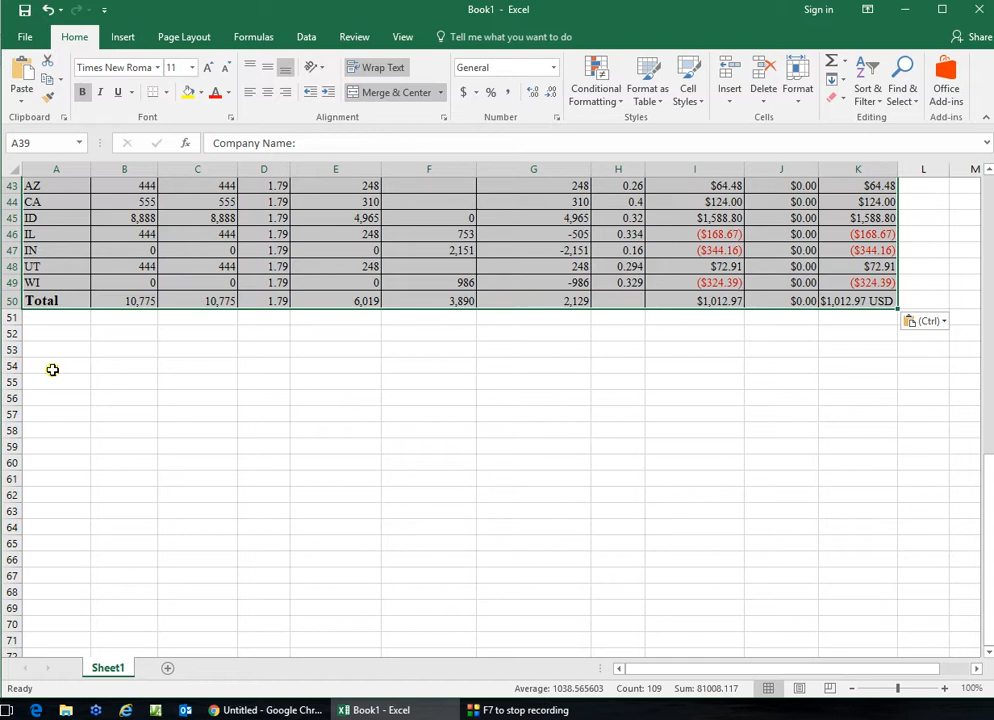 Book1 - Excel
Sign in
File Home Insert Page Layout Formulas Data Review View Tell me what you want to do Share
Paste
Times New Roma 11
B I U
Wrap Text
Merge & Center
General
$ % ,
Conditional Formatting
Format as Table
Cell Styles
Insert Delete Format
Sort & Filter
Find & Select
Office Add-ins
Clipboard Font Alignment Number Styles Cells Editing Add-ins
A39 fx Company Name:
A B C D E F G H I J K L M
43 AZ 444 444 1.79 248 248 0.26 $64.48 $0.00 $64.48
44 CA 555 555 1.79 310 310 0.4 $124.00 $0.00 $124.00
45 ID 8,888 8,888 1.79 4,965 0 4,965 0.32 $1,588.80 $0.00 $1,588.80
46 IL 444 444 1.79 248 753 -505 0.334 ($168.67) $0.00 ($168.67)
47 IN 0 0 1.79 0 2,151 -2,151 0.16 ($344.16) $0.00 ($344.16)
48 UT 444 444 1.79 248 248 0.294 $72.91 $0.00 $72.91
49 WI 0 0 1.79 0 986 -986 0.329 ($324.39) $0.00 ($324.39)
50 Total 10,775 10,775 1.79 6,019 3,890 2,129 $1,012.97 $0.00 $1,012.97 USD
51
(Ctrl)
52
53
54
55
56
57
58
59
60
61
62
63
64
65
66
67
68
69
70
71
72
Sheet1
Ready Average: 1038.565603 Count: 109 Sum: 81008.117 100%
Untitled - Google Chr... Book1 - Excel F7 to stop recording